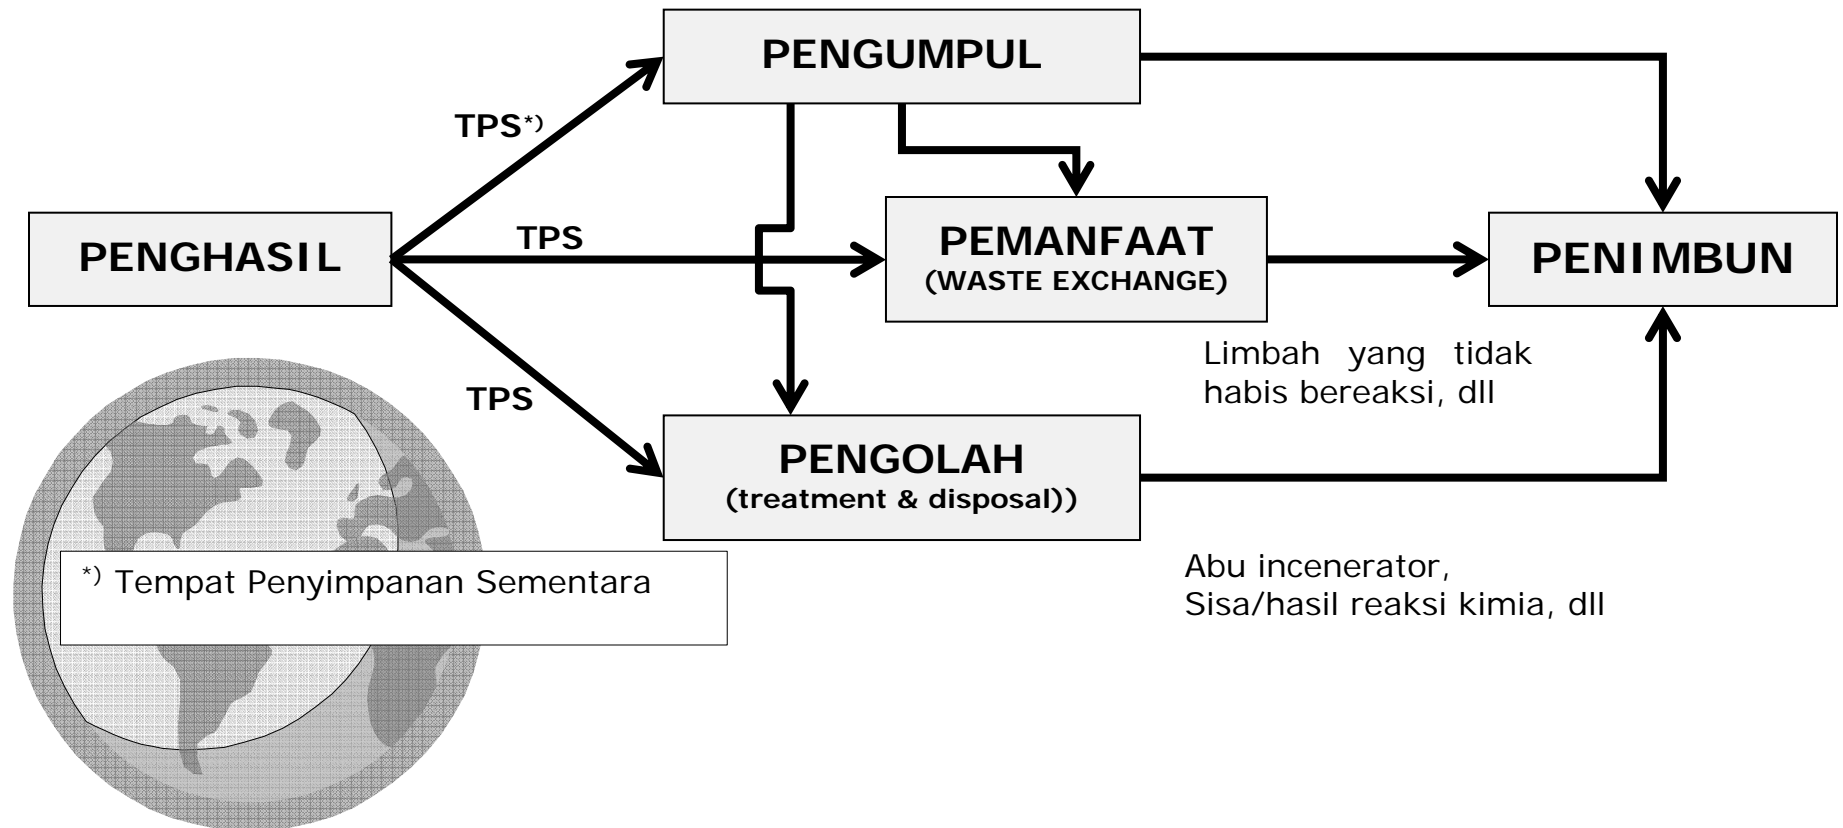 PENGUMPUL
TPS*)
PENGHASIL
TPS
PEMANFAAT
(WASTE EXCHANGE)
PENIMBUN
Limbah yang tidak
habis bereaksi, dll
TPS
PENGOLAH
(treatment & disposal))
*) Tempat Penyimpanan Sementara
Abu incenerator,
Sisa/hasil reaksi kimia, dll